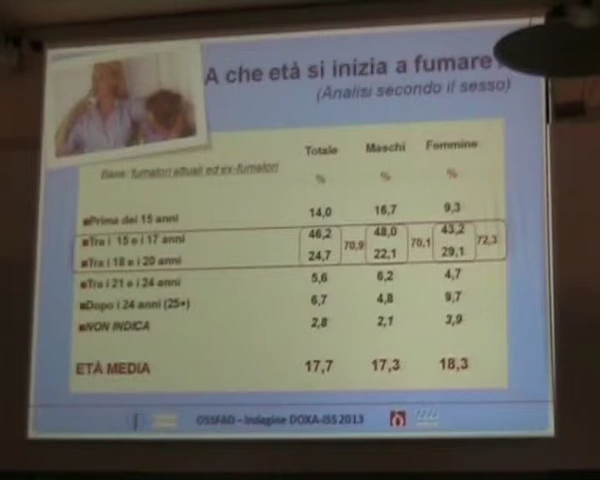 A che età si inizia a fumare?
(Analisi secondo il sesso)
Totale Maschi Femmine
Base: fumatori attuali ed ex-fumatori % % %
Prima dei 15 anni 14,0 16,7 9,3
Tra i 15 e i 17 anni 46,2 48,0 43,2
70,9 70,1 72,3
Tra i 18 e i 20 anni 24,7 22,1 29,1
Tra i 21 e i 24 anni 5,6 6,2 4,7
Dopo i 24 anni (25+) 6,7 4,8 9,7
NON INDICA 2,8 2,1 3,9
ETÀ MEDIA 17,7 17,3 18,3
OSSFAD – Indagine DOXA-ISS 2013